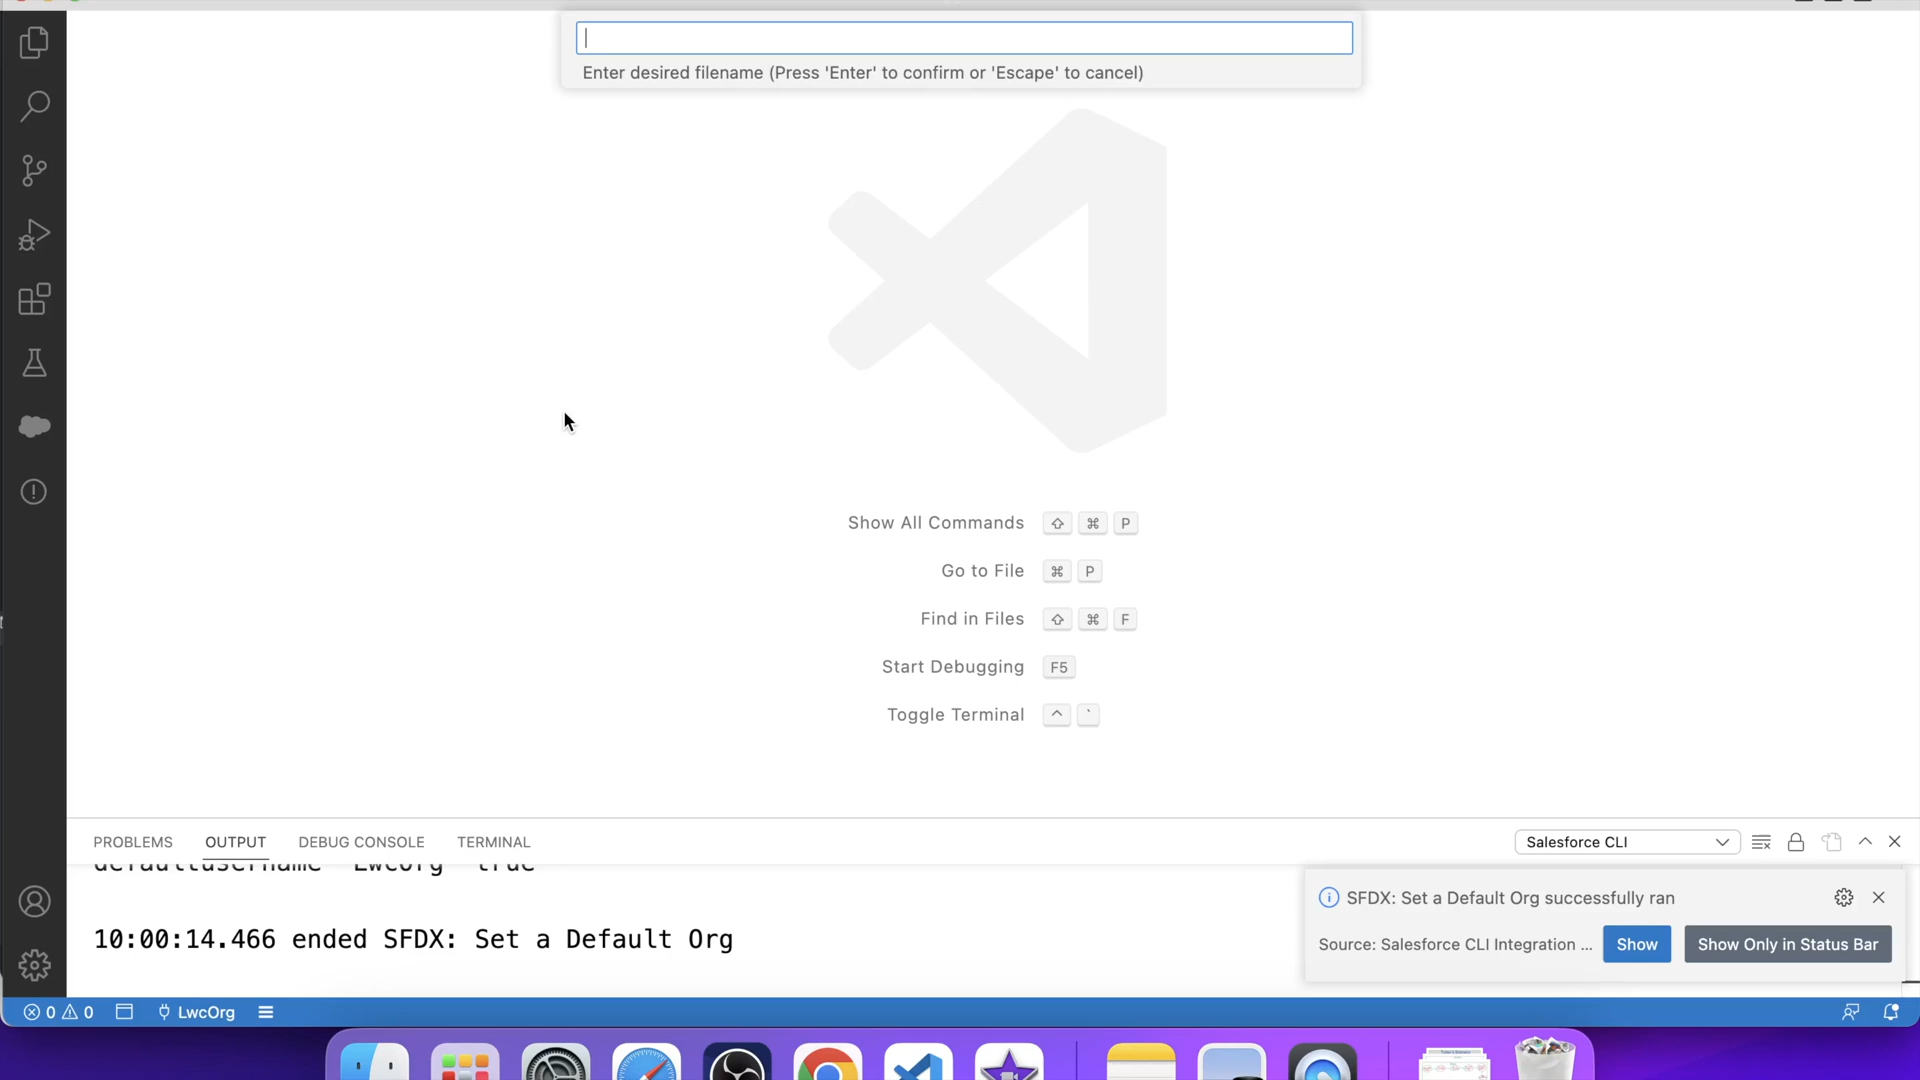 Enter desired filename (Press 'Enter' to confirm or 'Escape' to cancel)
Show All Commands ⇧ ⌘ P
Go to File ⌘ P
Find in Files ⇧ ⌘ F
Start Debugging F5
Toggle Terminal ^ `
PROBLEMS OUTPUT DEBUG CONSOLE TERMINAL
Salesforce CLI
defaultusername LwcOrg true
10:00:14.466 ended SFDX: Set a Default Org
SFDX: Set a Default Org successfully ran
Source: Salesforce CLI Integration ... Show Show Only in Status Bar
0 0 LwcOrg